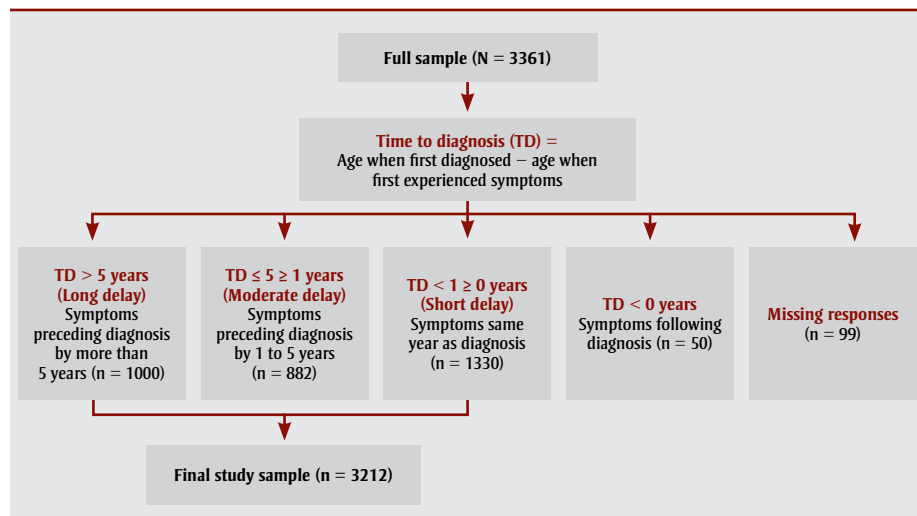 Full sample (N = 3361)
Time to diagnosis (TD) =
Age when first diagnosed − age when
first experienced symptoms
TD > 5 years
(Long delay)
Symptoms
preceding diagnosis
by more than
5 years (n = 1000)
TD ≤ 5 ≥ 1 years
(Moderate delay)
Symptoms
preceding diagnosis
by 1 to 5 years
(n = 882)
TD < 1 ≥ 0 years
(Short delay)
Symptoms same
year as diagnosis
(n = 1330)
TD < 0 years
Symptoms following
diagnosis (n = 50)
Missing responses
(n = 99)
Final study sample (n = 3212)